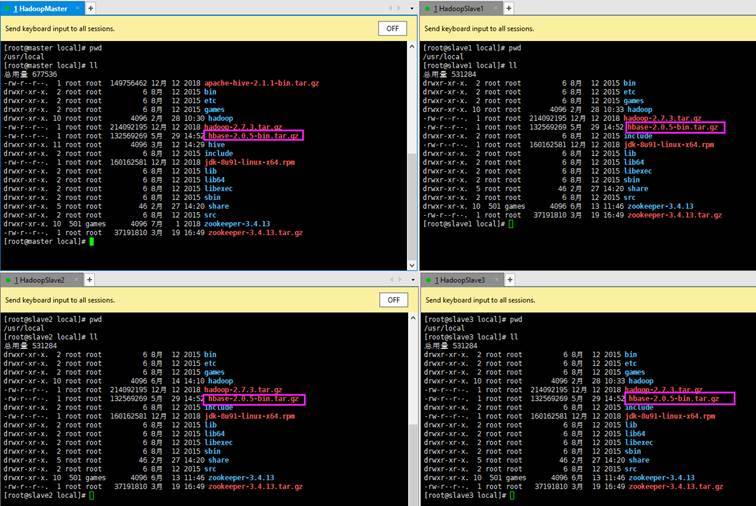 1 HadoopMaster
Send keyboard input to all sessions.
OFF
[root@master local]# pwd
/usr/local
[root@master local]# ll
总用量 677536
-rw-r--r--. 1 root root 149756462 12月 12 2018 apache-hive-2.1.1-bin.tar.gz
drwxr-xr-x. 2 root root 6 8月 12 2015 bin
drwxr-xr-x. 2 root root 6 8月 12 2015 etc
drwxr-xr-x. 2 root root 6 8月 12 2015 games
drwxr-xr-x. 10 root root 4096 2月 28 10:30 hadoop
-rw-r--r--. 1 root root 214092195 12月 12 2018 hadoop-2.7.3.tar.gz
-rw-r--r--. 1 root root 132569269 5月 29 14:52 hbase-2.0.5-bin.tar.gz
drwxr-xr-x. 11 root root 4096 3月 12 14:29 hive
drwxr-xr-x. 2 root root 6 8月 12 2015 include
-rw-r--r--. 1 root root 160162581 12月 12 2018 jdk-8u91-linux-x64.rpm
drwxr-xr-x. 2 root root 6 8月 12 2015 lib
drwxr-xr-x. 2 root root 6 8月 12 2015 lib64
drwxr-xr-x. 2 root root 6 8月 12 2015 libexec
drwxr-xr-x. 2 root root 6 8月 12 2015 sbin
drwxr-xr-x. 5 root root 46 2月 27 14:20 share
drwxr-xr-x. 2 root root 6 8月 12 2015 src
drwxr-xr-x. 10 501 games 4096 7月 1 2018 zookeeper-3.4.13
-rw-r--r--. 1 root root 37191810 3月 19 16:49 zookeeper-3.4.13.tar.gz
[root@master local]#
1 HadoopSlave1
Send keyboard input to all sessions.
[root@slave1 local]# pwd
/usr/local
[root@slave1 local]# ll
总用量 531284
drwxr-xr-x. 2 root root 6 8月 12 2015 bin
drwxr-xr-x. 2 root root 6 8月 12 2015 etc
drwxr-xr-x. 2 root root 6 8月 12 2015 games
drwxr-xr-x. 10 root root 4096 2月 28 10:33 hadoop
-rw-r--r--. 1 root root 214092195 12月 12 2018 hadoop-2.7.3.tar.gz
-rw-r--r--. 1 root root 132569269 5月 29 14:52 hbase-2.0.5-bin.tar.gz
drwxr-xr-x. 2 root root 6 8月 12 2015 include
-rw-r--r--. 1 root root 160162581 12月 12 2018 jdk-8u91-linux-x64.rpm
drwxr-xr-x. 2 root root 6 8月 12 2015 lib
drwxr-xr-x. 2 root root 6 8月 12 2015 lib64
drwxr-xr-x. 2 root root 6 8月 12 2015 libexec
drwxr-xr-x. 2 root root 6 8月 12 2015 sbin
drwxr-xr-x. 5 root root 46 2月 27 14:20 share
drwxr-xr-x. 2 root root 6 8月 12 2015 src
drwxr-xr-x. 10 501 games 4096 6月 13 11:46 zookeeper-3.4.13
-rw-r--r--. 1 root root 37191810 3月 19 16:49 zookeeper-3.4.13.tar.gz
[root@slave1 local]#
1 HadoopSlave2
Send keyboard input to all sessions.
OFF
[root@slave2 local]# pwd
/usr/local
[root@slave2 local]# ll
总用量 531284
drwxr-xr-x. 2 root root 6 8月 12 2015 bin
drwxr-xr-x. 2 root root 6 8月 12 2015 etc
drwxr-xr-x. 2 root root 6 8月 12 2015 games
drwxr-xr-x. 10 root root 4096 6月 14 14:10 hadoop
-rw-r--r--. 1 root root 214092195 12月 12 2018 hadoop-2.7.3.tar.gz
-rw-r--r--. 1 root root 132569269 5月 29 14:52 hbase-2.0.5-bin.tar.gz
drwxr-xr-x. 2 root root 6 8月 12 2015 include
-rw-r--r--. 1 root root 160162581 12月 12 2018 jdk-8u91-linux-x64.rpm
drwxr-xr-x. 2 root root 6 8月 12 2015 lib
drwxr-xr-x. 2 root root 6 8月 12 2015 lib64
drwxr-xr-x. 2 root root 6 8月 12 2015 libexec
drwxr-xr-x. 2 root root 6 8月 12 2015 sbin
drwxr-xr-x. 5 root root 46 2月 27 14:20 share
drwxr-xr-x. 2 root root 6 8月 12 2015 src
drwxr-xr-x. 10 501 games 4096 6月 13 11:46 zookeeper-3.4.13
-rw-r--r--. 1 root root 37191810 3月 19 16:49 zookeeper-3.4.13.tar.gz
[root@slave2 local]#
1 HadoopSlave3
Send keyboard input to all sessions.
[root@slave3 local]# pwd
/usr/local
[root@slave3 local]# ll
总用量 531284
drwxr-xr-x. 2 root root 6 8月 12 2015 bin
drwxr-xr-x. 2 root root 6 8月 12 2015 etc
drwxr-xr-x. 2 root root 6 8月 12 2015 games
drwxr-xr-x. 10 root root 4096 2月 28 10:33 hadoop
-rw-r--r--. 1 root root 214092195 12月 12 2018 hadoop-2.7.3.tar.gz
-rw-r--r--. 1 root root 132569269 5月 29 14:52 hbase-2.0.5-bin.tar.gz
drwxr-xr-x. 2 root root 6 8月 12 2015 include
-rw-r--r--. 1 root root 160162581 12月 12 2018 jdk-8u91-linux-x64.rpm
drwxr-xr-x. 2 root root 6 8月 12 2015 lib
drwxr-xr-x. 2 root root 6 8月 12 2015 lib64
drwxr-xr-x. 2 root root 6 8月 12 2015 libexec
drwxr-xr-x. 2 root root 6 8月 12 2015 sbin
drwxr-xr-x. 5 root root 46 2月 27 14:20 share
drwxr-xr-x. 2 root root 6 8月 12 2015 src
drwxr-xr-x. 10 501 games 4096 6月 13 11:46 zookeeper-3.4.13
-rw-r--r--. 1 root root 37191810 3月 19 16:49 zookeeper-3.4.13.tar.gz
[root@slave3 local]#